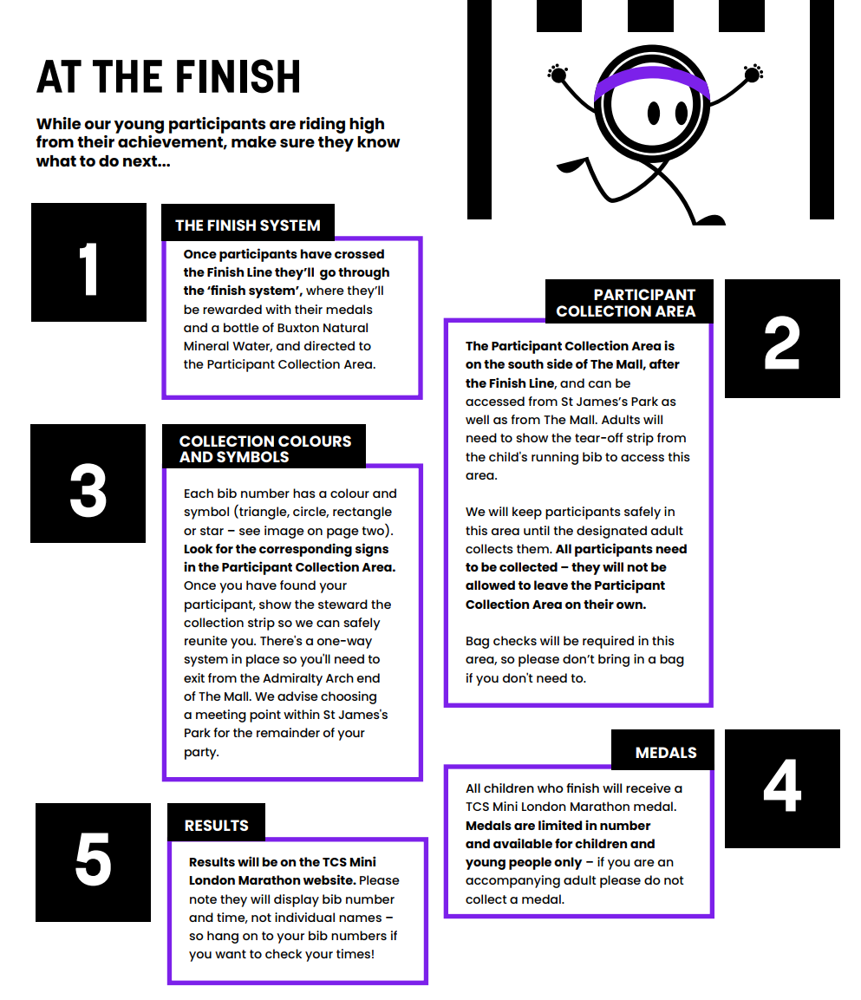 AT THE FINISH
While our young participants are riding high
from their achievement, make sure they know
what to do next...
1
THE FINISH SYSTEM
Once participants have crossed
the Finish Line they’ll go through
the ‘finish system’, where they’ll
be rewarded with their medals
and a bottle of Buxton Natural
Mineral Water, and directed to
the Participant Collection Area.
2
PARTICIPANT
COLLECTION AREA
The Participant Collection Area is
on the south side of The Mall, after
the Finish Line, and can be
accessed from St James’s Park as
well as from The Mall. Adults will
need to show the tear-off strip from
the child's running bib to access this
area.
We will keep participants safely in
this area until the designated adult
collects them. All participants need
to be collected – they will not be
allowed to leave the Participant
Collection Area on their own.
Bag checks will be required in this
area, so please don’t bring in a bag
if you don't need to.
3
COLLECTION COLOURS
AND SYMBOLS
Each bib number has a colour and
symbol (triangle, circle, rectangle
or star – see image on page two).
Look for the corresponding signs
in the Participant Collection Area.
Once you have found your
participant, show the steward the
collection strip so we can safely
reunite you. There's a one-way
system in place so you'll need to
exit from the Admiralty Arch end
of The Mall. We advise choosing
a meeting point within St James's
Park for the remainder of your
party.
4
MEDALS
All children who finish will receive a
TCS Mini London Marathon medal.
Medals are limited in number
and available for children and
young people only – if you are an
accompanying adult please do not
collect a medal.
5
RESULTS
Results will be on the TCS Mini
London Marathon website. Please
note they will display bib number
and time, not individual names –
so hang on to your bib numbers if
you want to check your times!